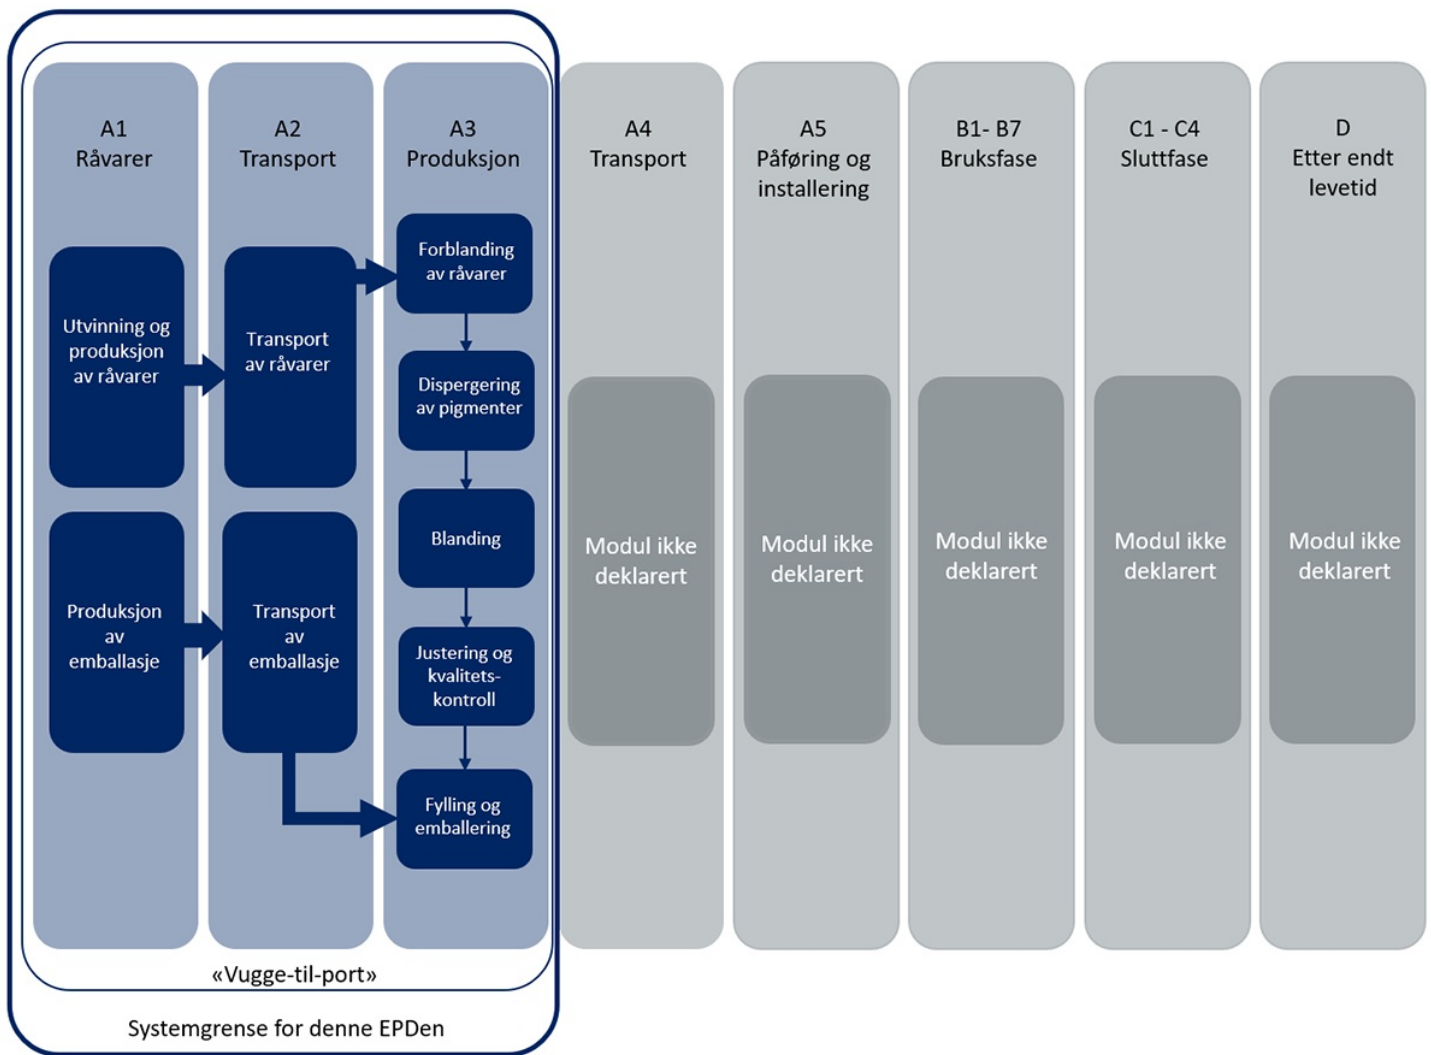 A1
Råvarer
Utvinning og
produksjon
av råvarer
Produksjon
av
emballasje
A2
Transport
Transport
av råvarer
Transport
av
emballasje
A3
Produksjon
Forblanding
av råvarer
Dispergering
av pigmenter
Blanding
Justering og
kvalitets-
kontroll
Fylling og
emballering
A4
Transport
Modul ikke
deklarert
A5
Påføring og
installering
Modul ikke
deklarert
B1- B7
Bruksfase
Modul ikke
deklarert
C1 - C4
Sluttfase
Modul ikke
deklarert
D
Etter endt
levetid
Modul ikke
deklarert
«Vugge-til-port»
Systemgrense for denne EPDen